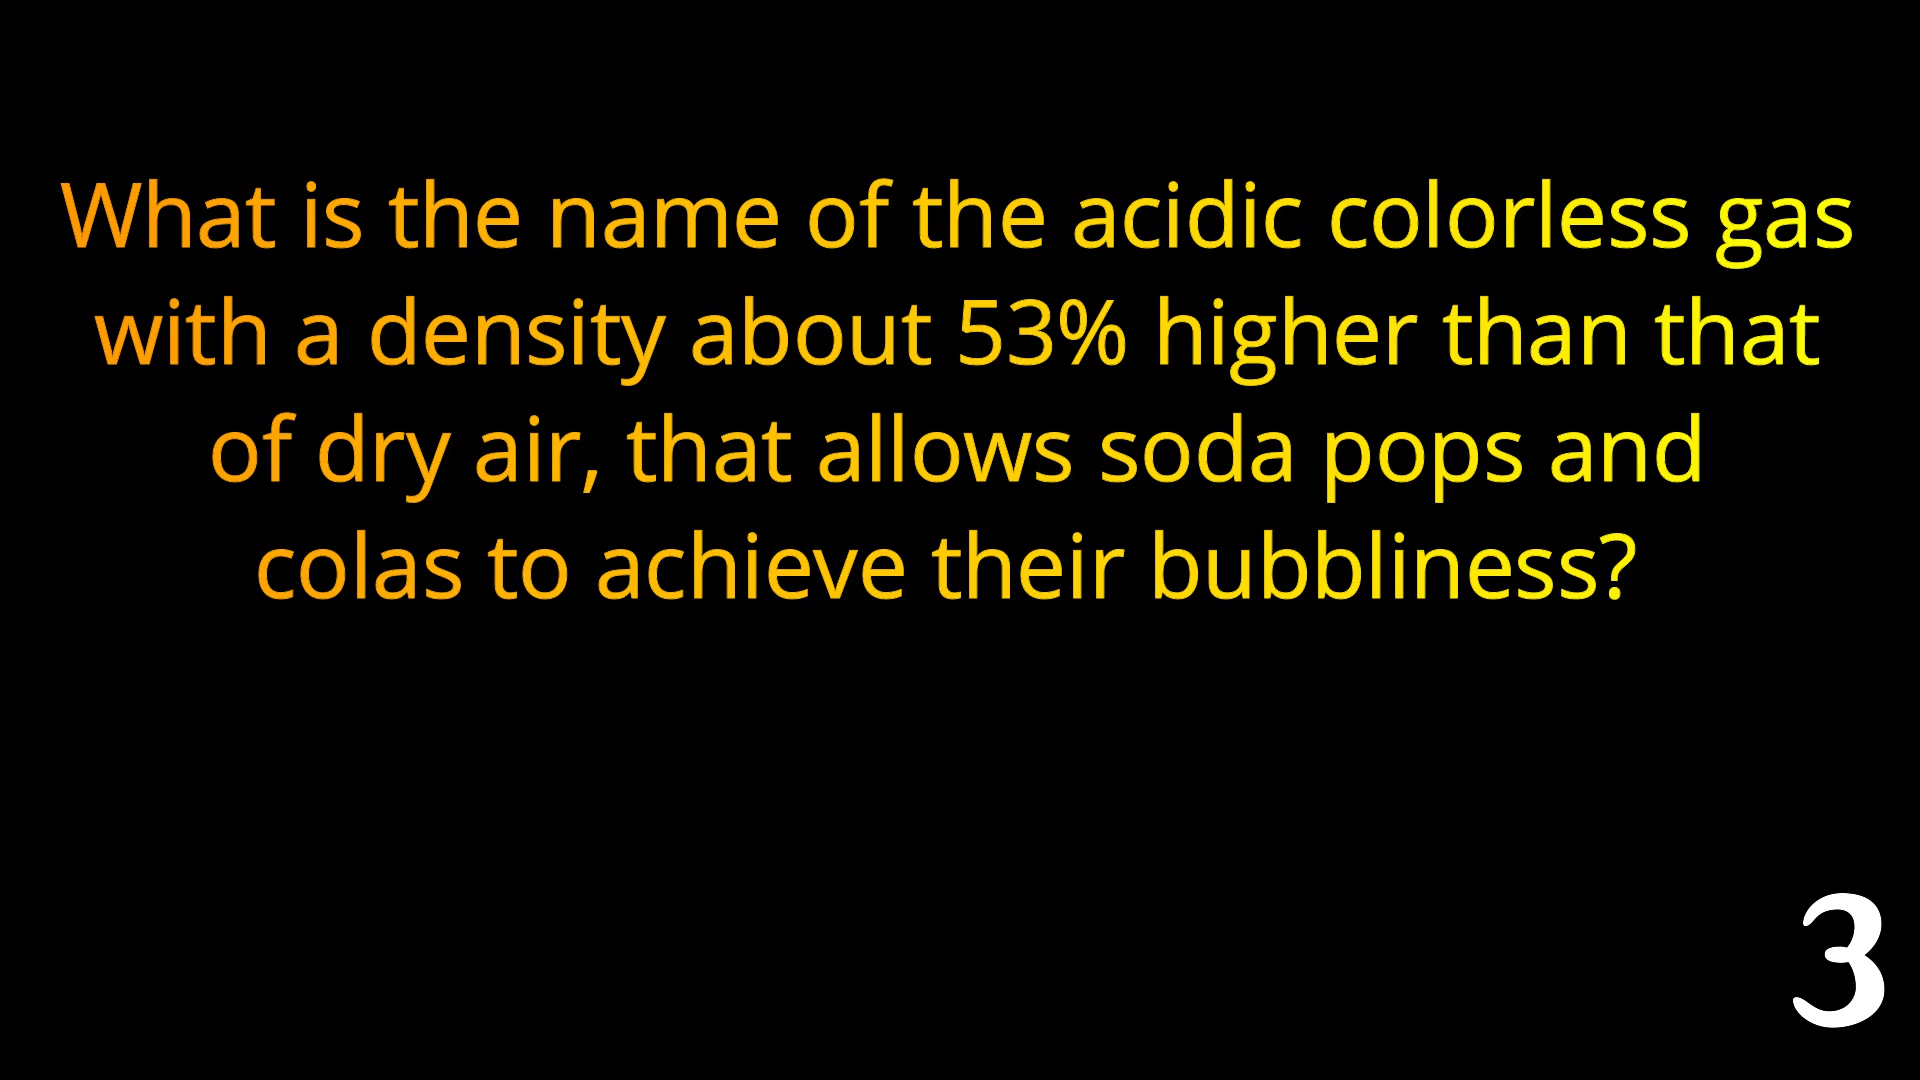 What is the name of the acidic colorless gas
with a density about 53% higher than that
of dry air, that allows soda pops and
colas to achieve their bubbliness?
3